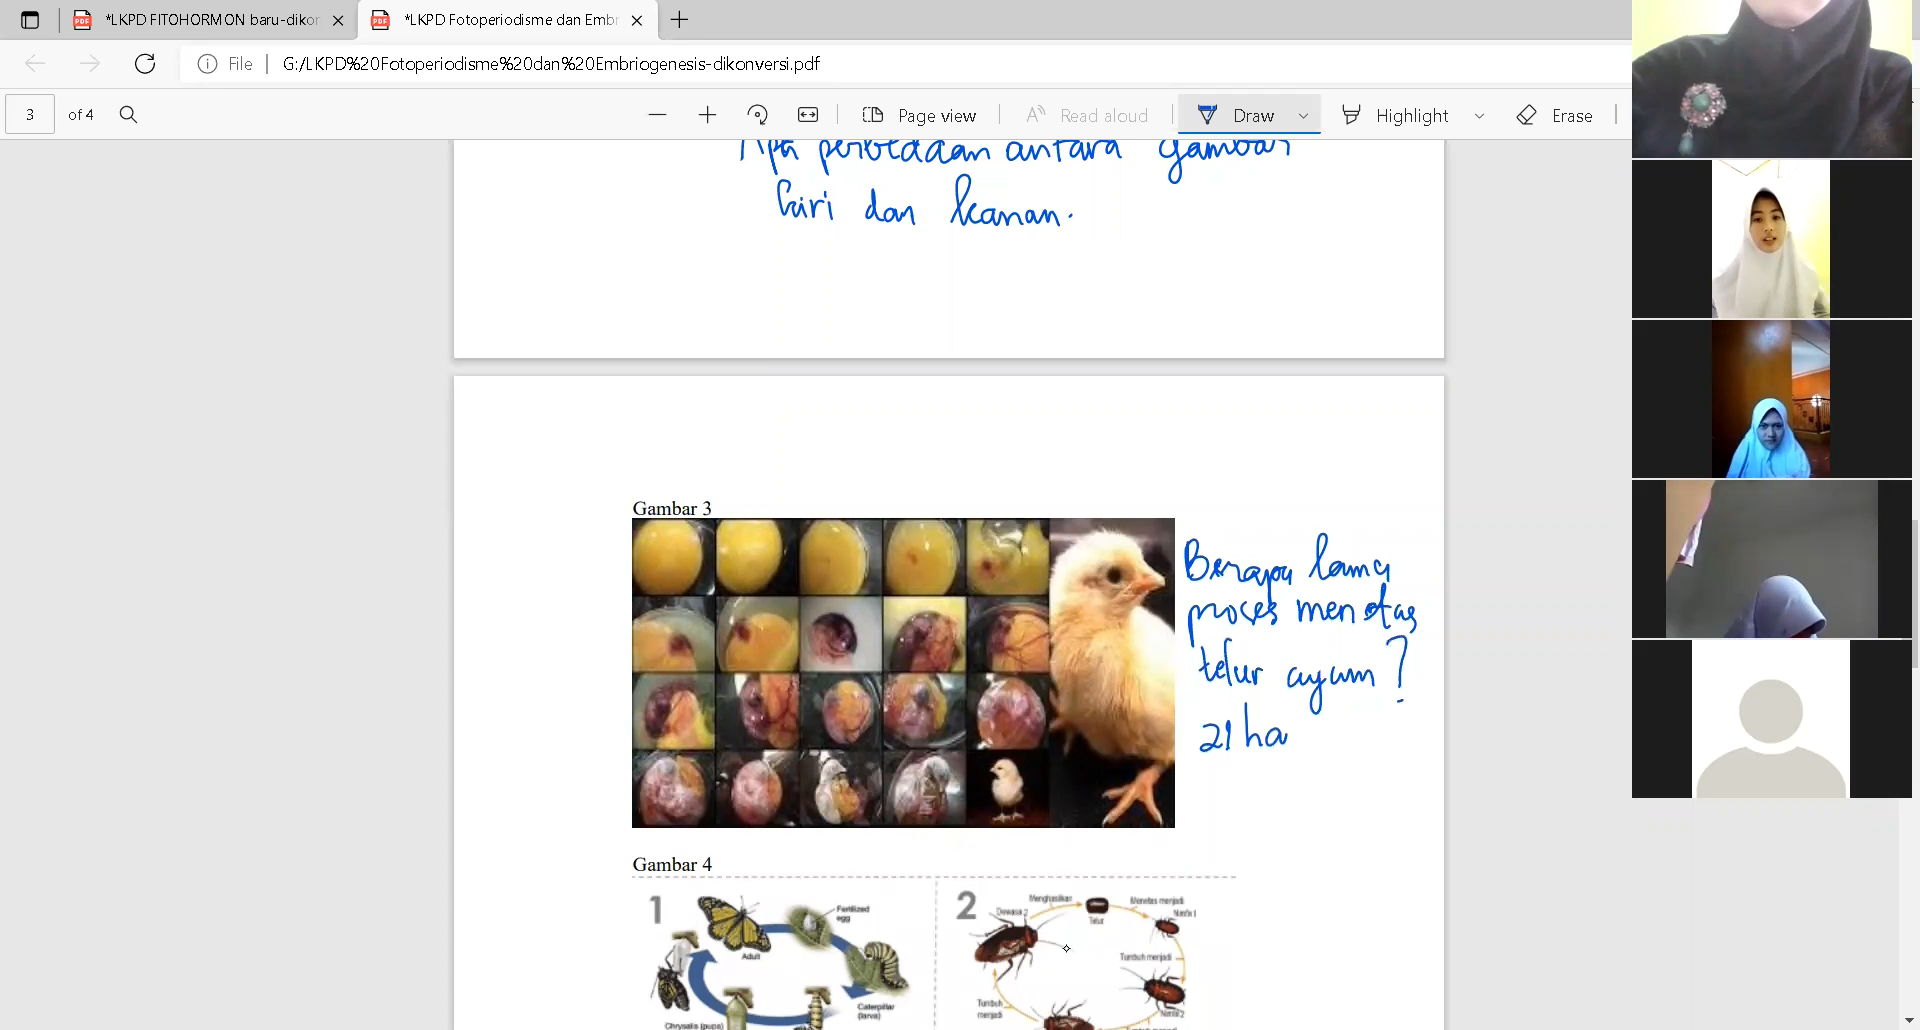 *LKPD FITOHORMON baru-dikon
*LKPD Fotoperiodisme dan Embr
File
G:/LKPD%20Fotoperiodisme%20dan%20Embriogenesis-dikonversi.pdf
3 of 4
Page view
Read aloud
Draw
Highlight
Erase
Apa perbedaan antara gambar
kiri dan kanan.
Gambar 3
Berapa lama
proses menetas
telur ayam?
21 ha
Gambar 4
1
Fertilized
egg
Adult
Caterpillar
(larva)
Chrysalis (pupa)
2
Menghasilkan
Menetas menjadi
Dewasa 2
Telur
Nimfa 1
Tumbuh menjadi
Nimfa 2
Tumbuh
menjadi